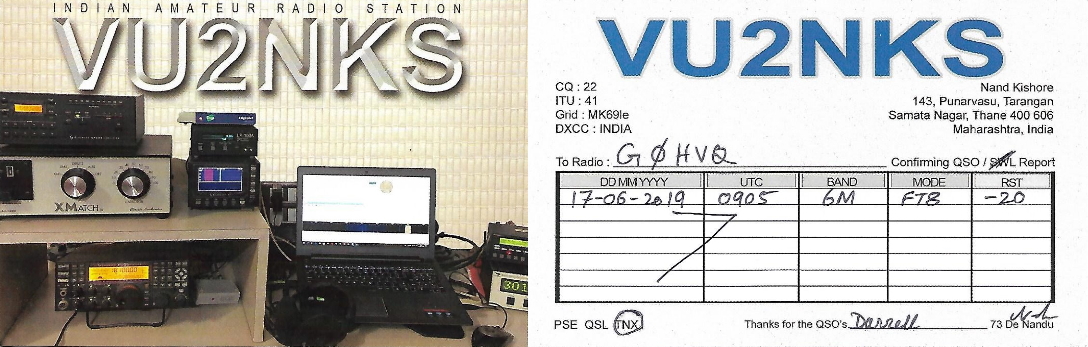 INDIAN AMATEUR RADIO STATION
VU2NKS
XMATCH
301
VU2NKS
CQ : 22
ITU : 41
Grid : MK69le
DXCC : INDIA
Nand Kishore
143, Punarvasu, Tarangan
Samata Nagar, Thane 400 606
Maharashtra, India
To Radio : GØHVQ Confirming QSO / SWL Report
DD MM YYYY UTC BAND MODE RST
17-06-2019 0905 6M FT8 -20
PSE QSL TNX Thanks for the QSO's Darrell 73 De Nandu